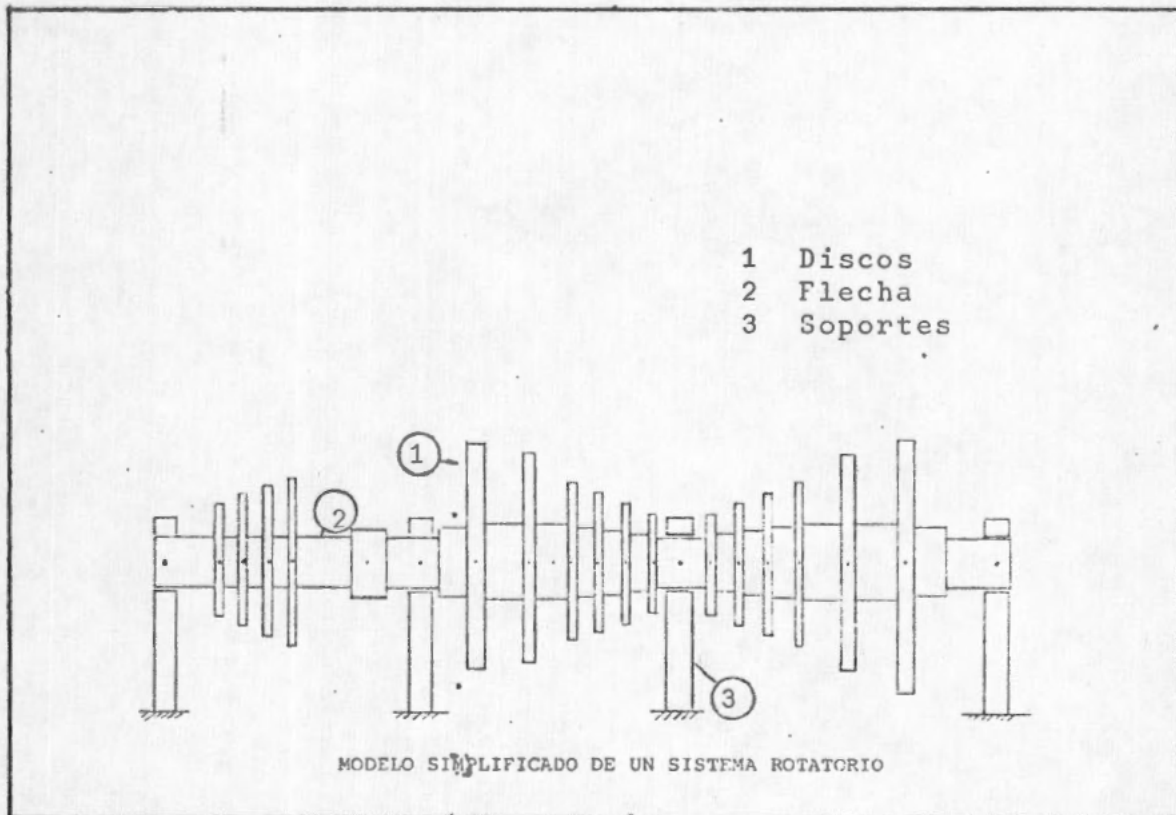 1 Discos
2 Flecha
3 Soportes
1
2
3
MODELO SIMPLIFICADO DE UN SISTEMA ROTATORIO